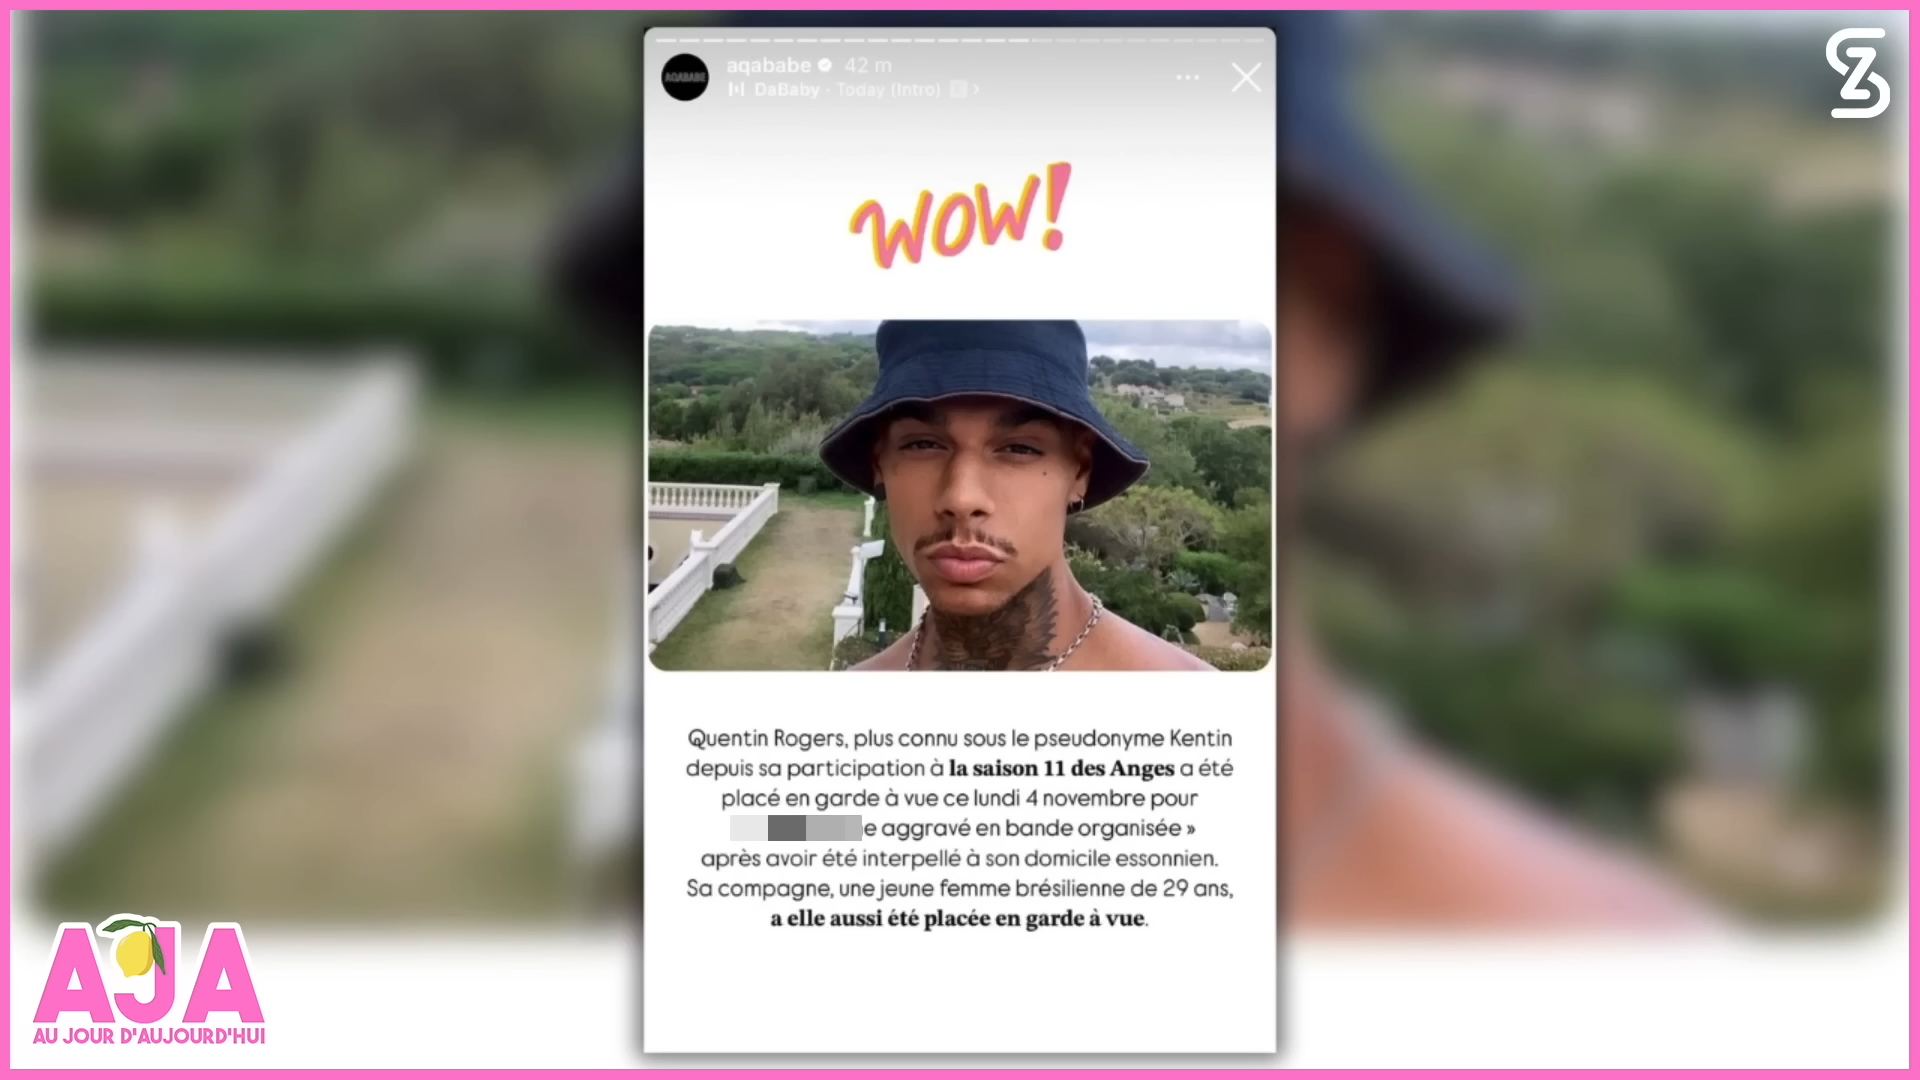 AQABABE
aqababe 42 m
DaBaby · Today (Intro)
WOW!
Quentin Rogers, plus connu sous le pseudonyme Kentin
depuis sa participation à la saison 11 des Anges a été
placé en garde à vue ce lundi 4 novembre pour
e aggravé en bande organisée »
après avoir été interpellé à son domicile essonnien.
Sa compagne, une jeune femme brésilienne de 29 ans,
a elle aussi été placée en garde à vue.
AJA
AU JOUR D'AUJOURD'HUI